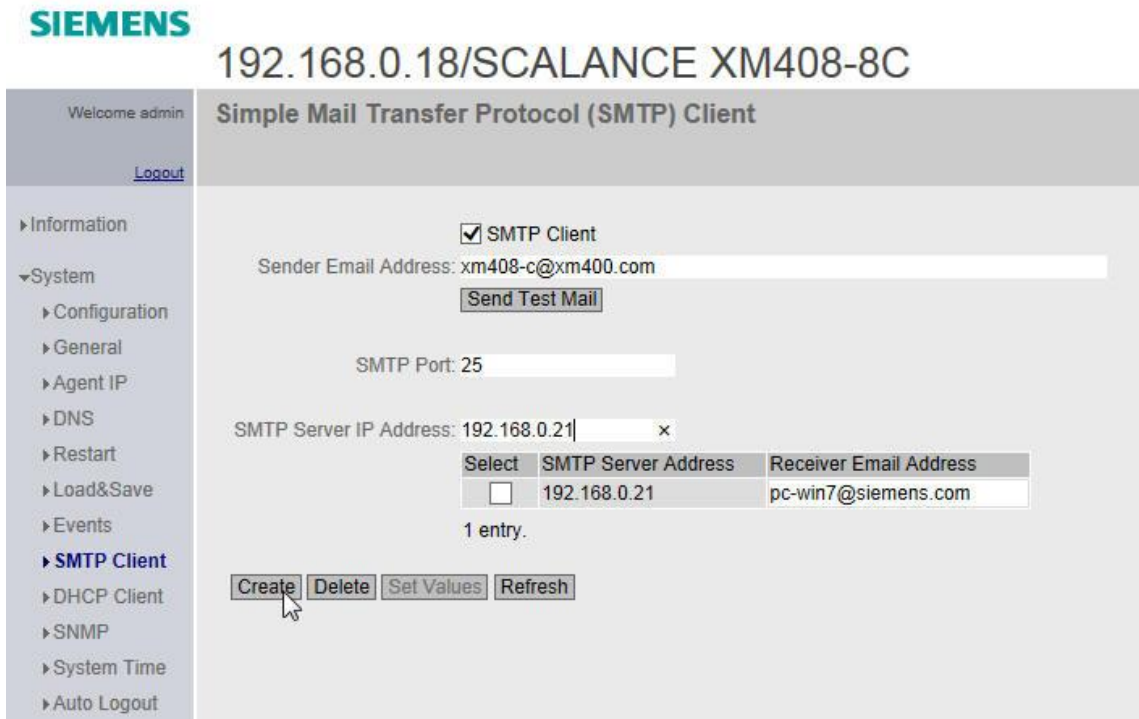 SIEMENS
192.168.0.18/SCALANCE XM408-8C
Welcome admin
Logout
Simple Mail Transfer Protocol (SMTP) Client
Information
System
Configuration
General
Agent IP
DNS
Restart
Load&Save
Events
SMTP Client
DHCP Client
SNMP
System Time
Auto Logout
SMTP Client
Sender Email Address: xm408-c@xm400.com
Send Test Mail
SMTP Port: 25
SMTP Server IP Address: 192.168.0.21 ×
Select SMTP Server Address Receiver Email Address
192.168.0.21 pc-win7@siemens.com
1 entry.
Create Delete Set Values Refresh